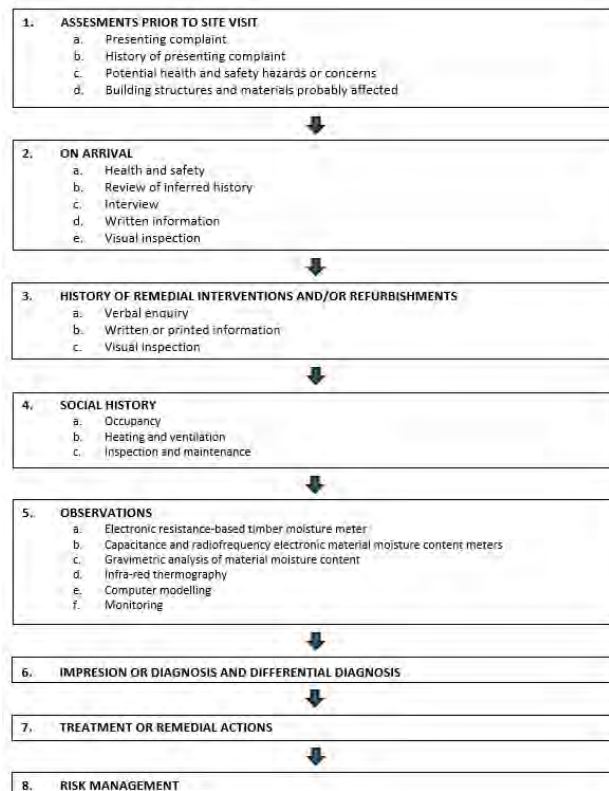 1. ASSESMENTS PRIOR TO SITE VISIT
a. Presenting complaint
b. History of presenting complaint
c. Potential health and safety hazards or concerns
d. Building structures and materials probably affected
2. ON ARRIVAL
a. Health and safety
b. Review of inferred history
c. Interview
d. Written information
e. Visual inspection
3. HISTORY OF REMEDIAL INTERVENTIONS AND/OR REFURBISHMENTS
a. Verbal enquiry
b. Written or printed information
c. Visual inspection
4. SOCIAL HISTORY
a. Occupancy
b. Heating and ventilation
c. Inspection and maintenance
5. OBSERVATIONS
a. Electronic resistance-based timber moisture meter
b. Capacitance and radiofrequency electronic material moisture content meters
c. Gravimetric analysis of material moisture content
d. Infra-red thermography
e. Computer modelling
f. Monitoring
6. IMPRESION OR DIAGNOSIS AND DIFFERENTIAL DIAGNOSIS
7. TREATMENT OR REMEDIAL ACTIONS
8. RISK MANAGEMENT